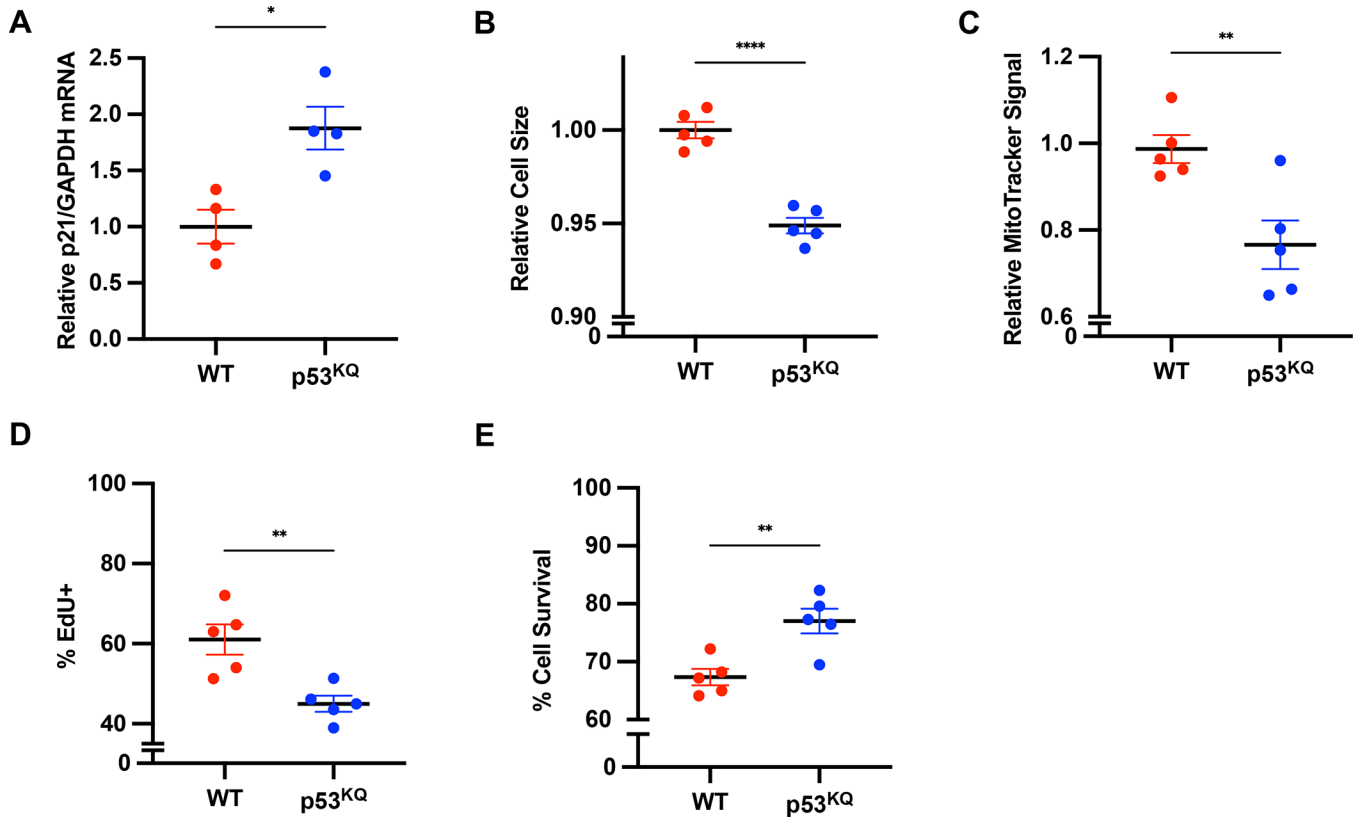 A
*
Relative p21/GAPDH mRNA
2.5
2.0
1.5
1.0
0.5
0.0
WT
p53KQ
B
****
Relative Cell Size
1.00
0.95
0.90
0
WT
p53KQ
C
**
Relative MitoTracker Signal
1.2
1.0
0.8
0.6
0
WT
p53KQ
D
**
% EdU+
100
80
60
40
0
WT
p53KQ
E
**
% Cell Survival
100
90
80
70
60
0
WT
p53KQ